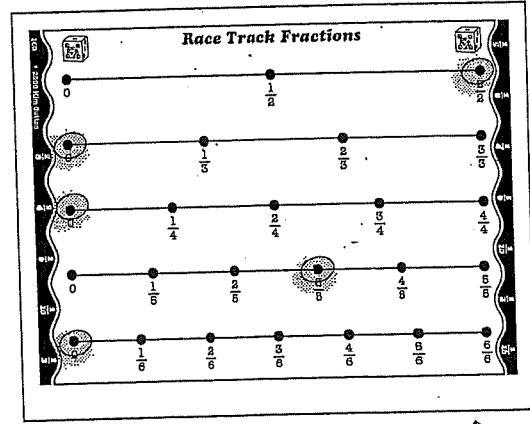 Race Track Fractions
0 1/2 2/2
0 1/3 2/3 3/3
0 1/4 2/4 3/4 4/4
0 1/5 2/5 3/5 4/5 5/5
0 1/6 2/6 3/6 4/6 5/6 6/6